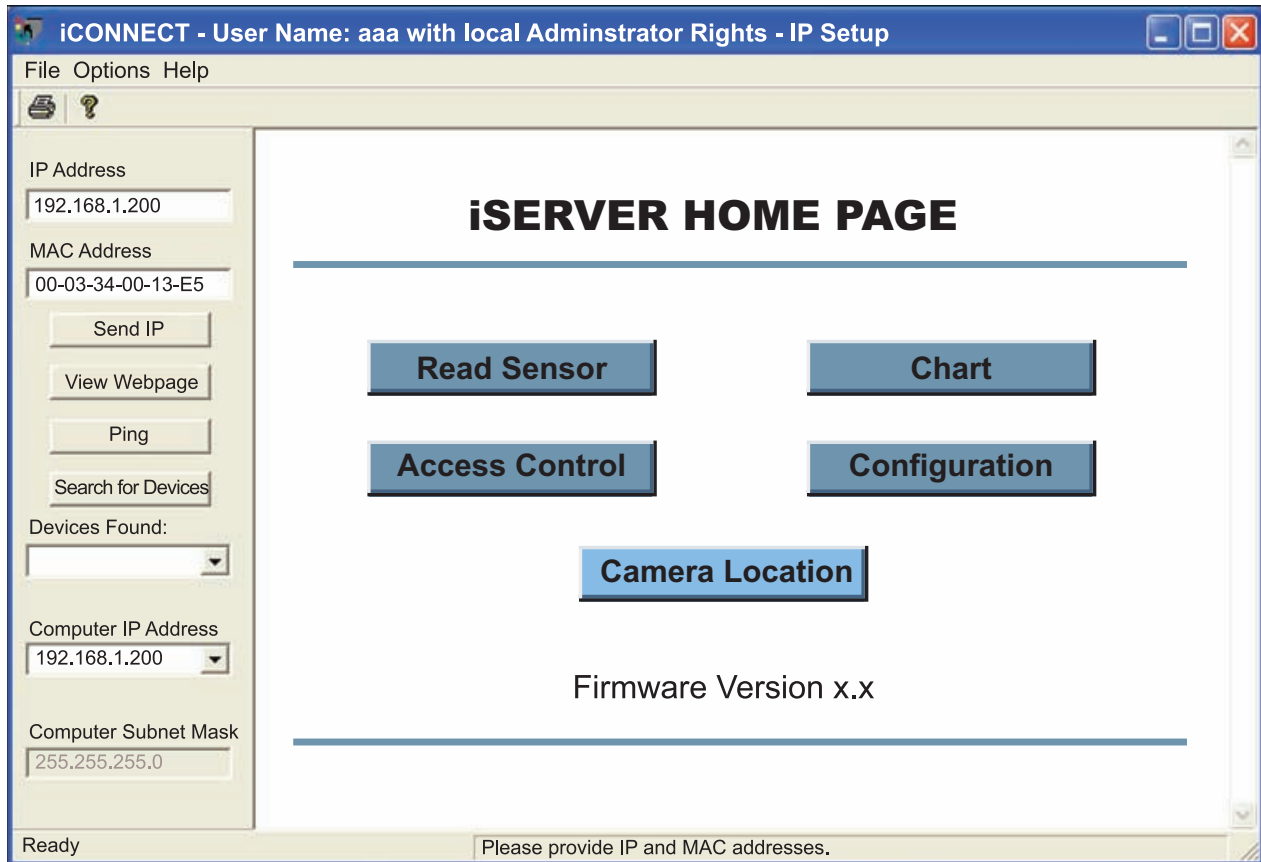 iCONNECT - User Name: aaa with local Adminstrator Rights - IP Setup
File Options Help
IP Address
192.168.1.200
MAC Address
00-03-34-00-13-E5
Send IP
View Webpage
Ping
Search for Devices
Devices Found:
Computer IP Address
192.168.1.200
Computer Subnet Mask
255.255.255.0
iSERVER HOME PAGE
Read Sensor
Chart
Access Control
Configuration
Camera Location
Firmware Version x.x
Ready
Please provide IP and MAC addresses.